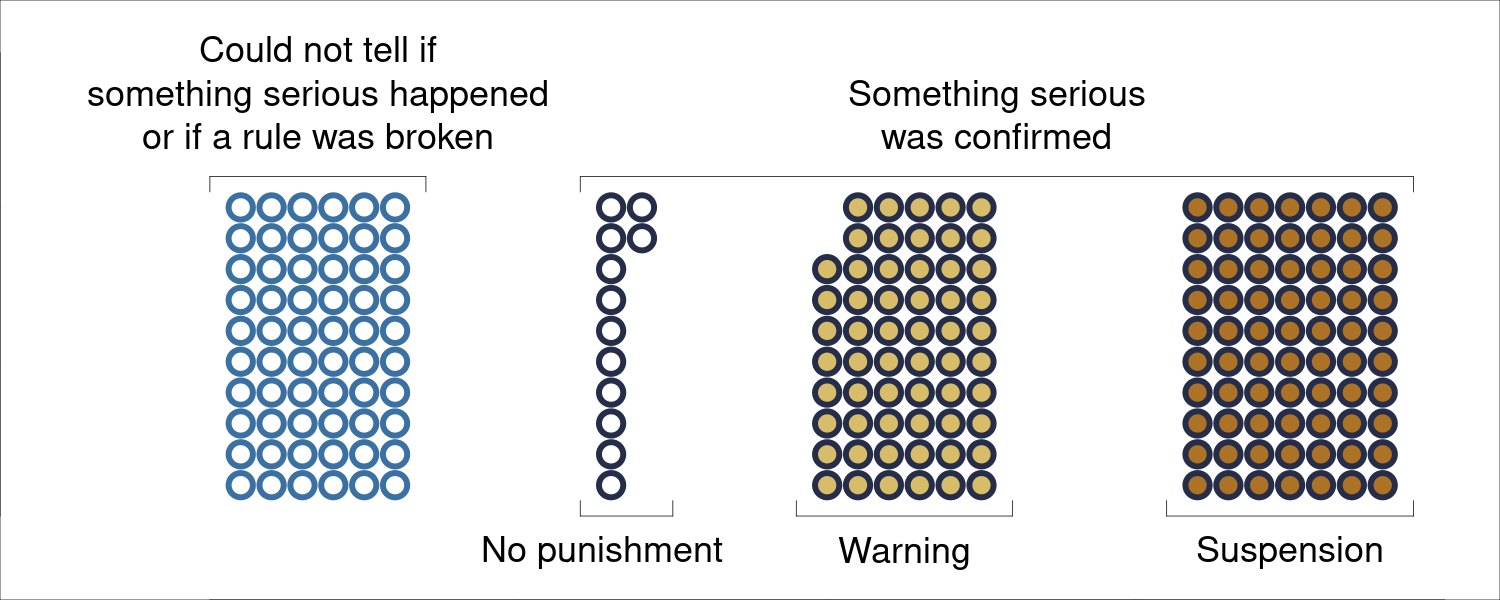 Could not tell if
something serious happened
or if a rule was broken
Something serious
was confirmed
No punishment
Warning
Suspension